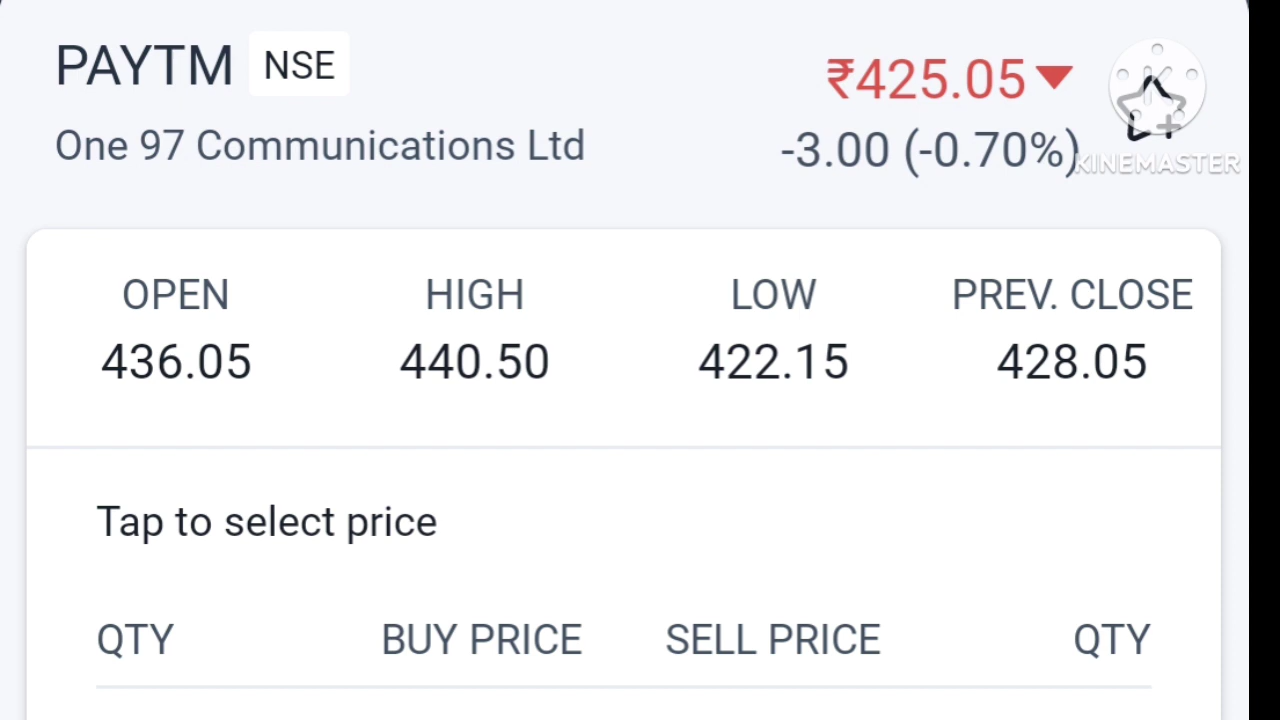 PAYTM NSE ₹425.05
One 97 Communications Ltd -3.00 (-0.70%)
KINEMASTER
OPEN HIGH LOW PREV. CLOSE
436.05 440.50 422.15 428.05
Tap to select price
QTY BUY PRICE SELL PRICE QTY